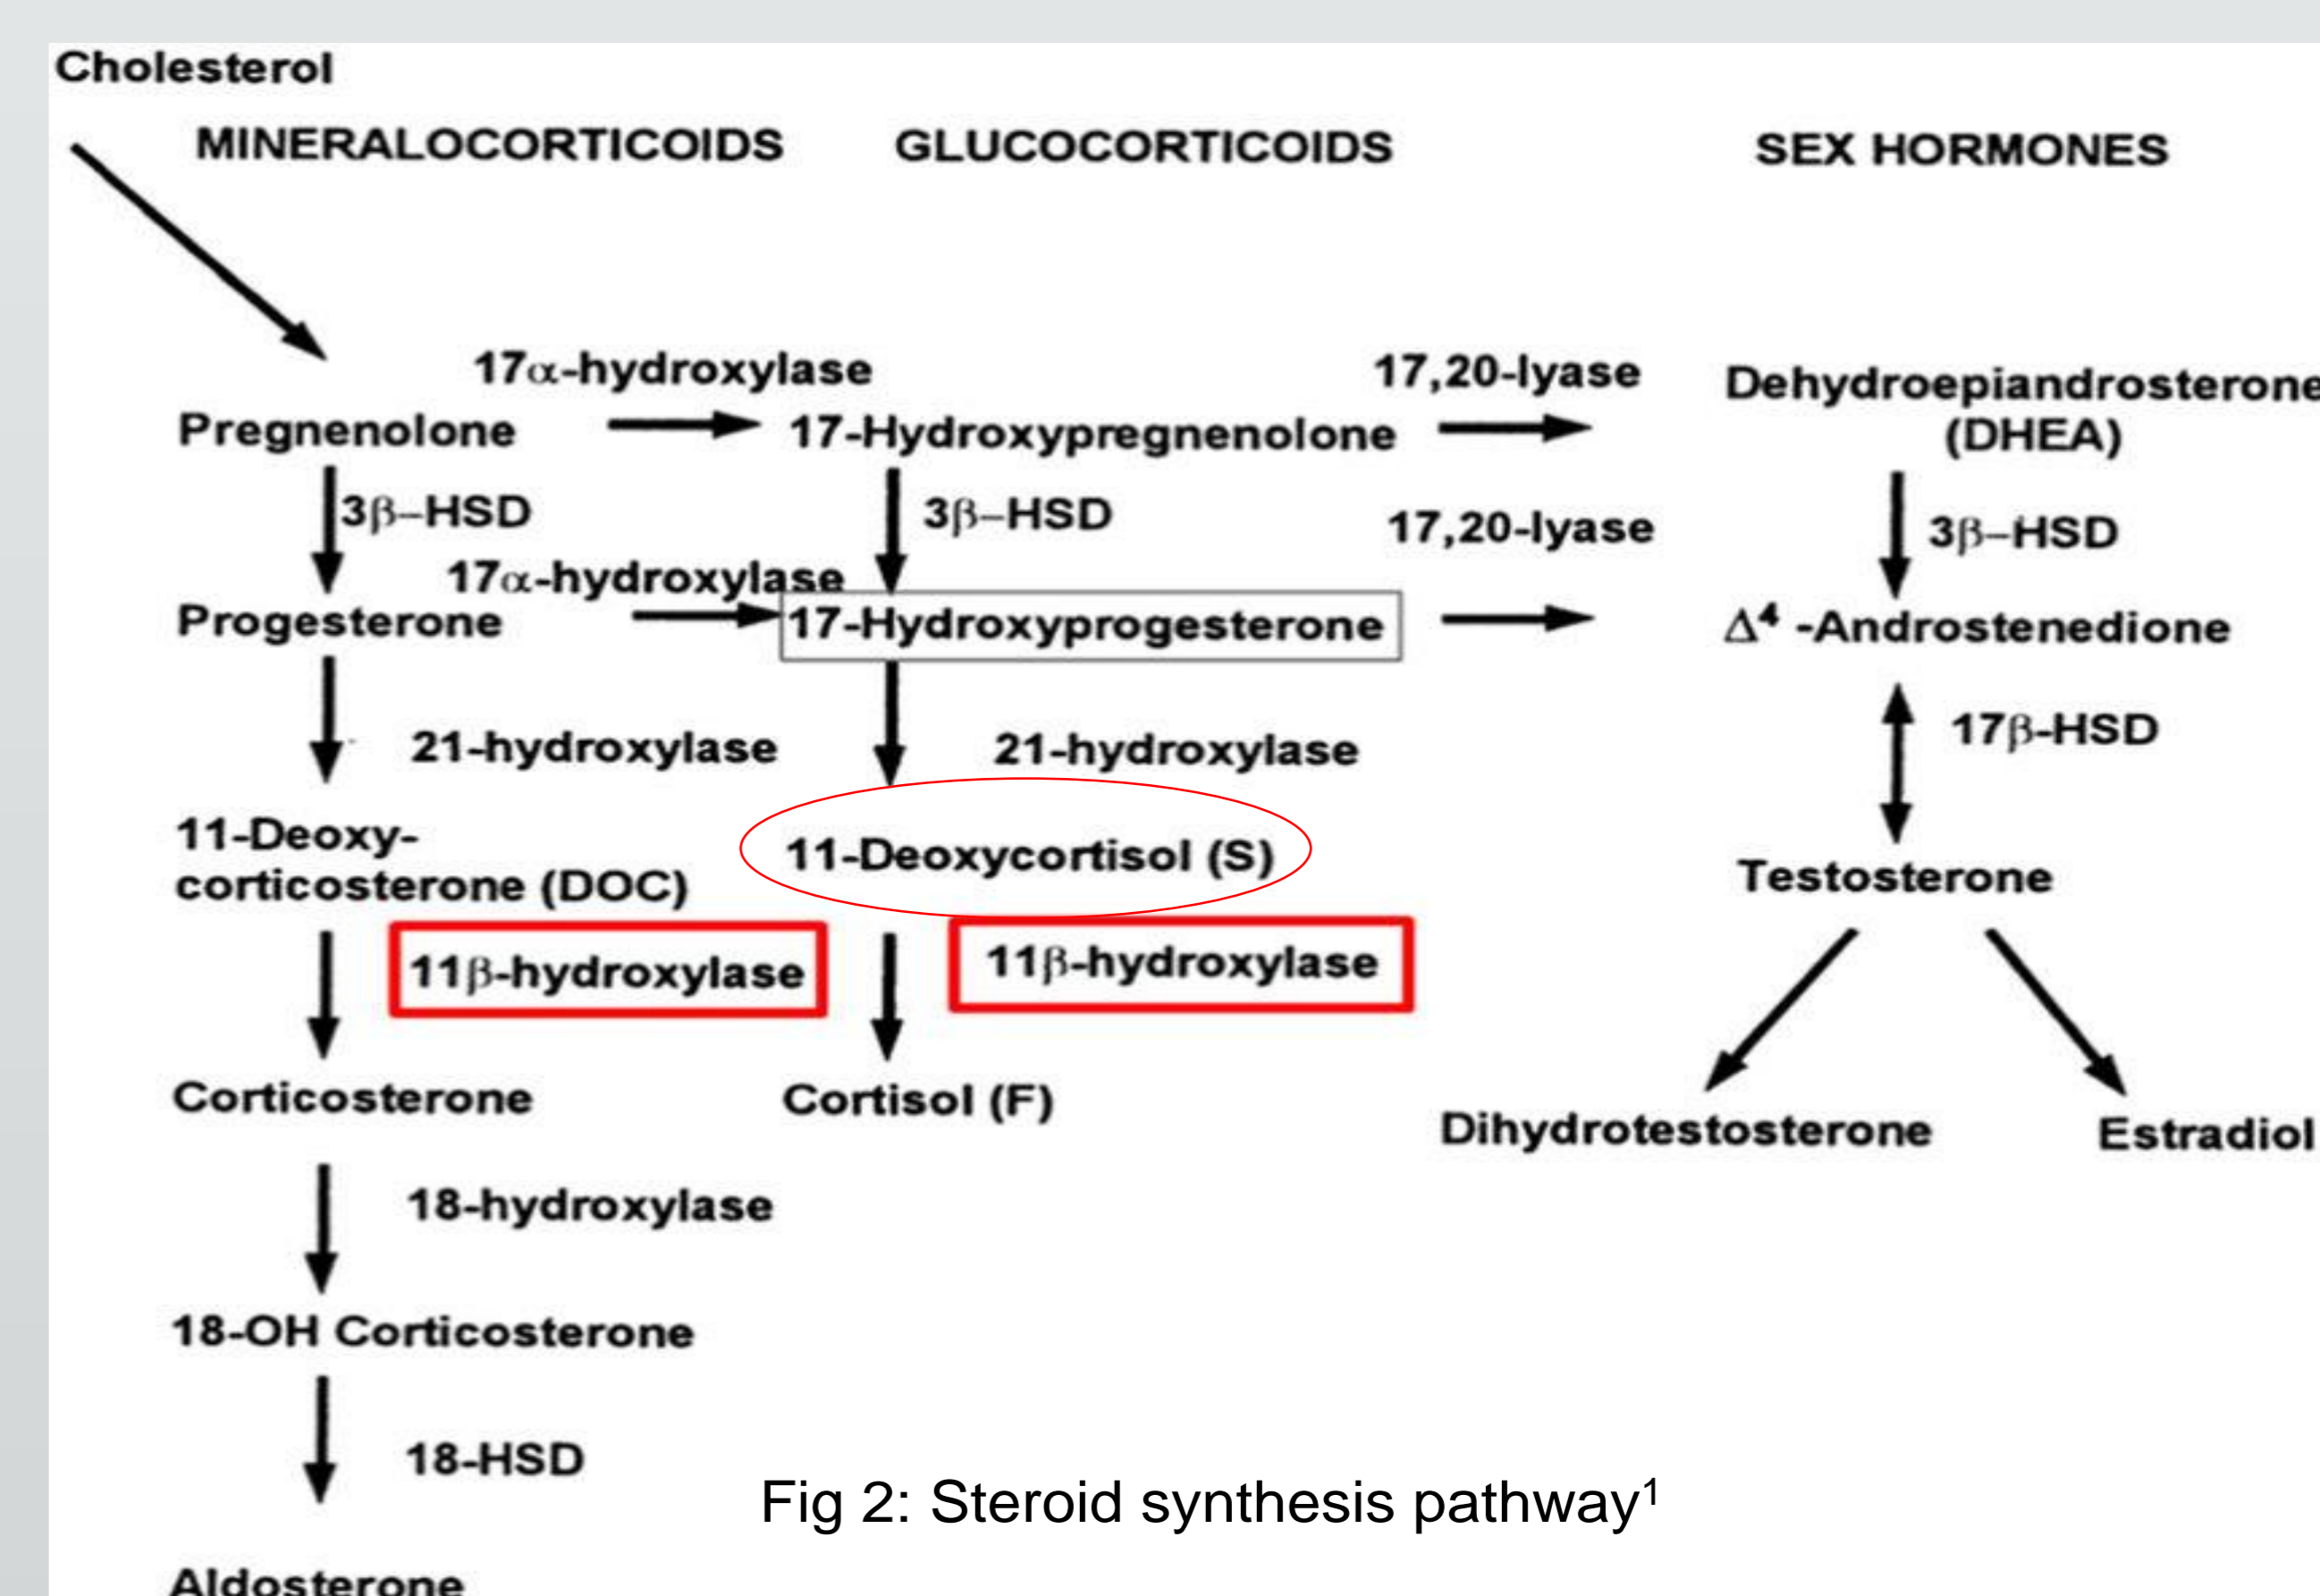 Cholesterol
MINERALOCORTICOIDS GLUCOCORTICOIDS SEX HORMONES
17α-hydroxylase 17,20-lyase
Pregnenolone 17-Hydroxypregnenolone Dehydroepiandrosterone
(DHEA)
3β–HSD 3β–HSD 17,20-lyase 3β–HSD
17α-hydroxylase
Progesterone 17-Hydroxyprogesterone Δ⁴ -Androstenedione
21-hydroxylase 21-hydroxylase 17β-HSD
11-Deoxy-
corticosterone (DOC) 11-Deoxycortisol (S) Testosterone
11β-hydroxylase 11β-hydroxylase
Corticosterone Cortisol (F) Dihydrotestosterone Estradiol
18-hydroxylase
18-OH Corticosterone
18-HSD
Fig 2: Steroid synthesis pathway¹
Aldosterone